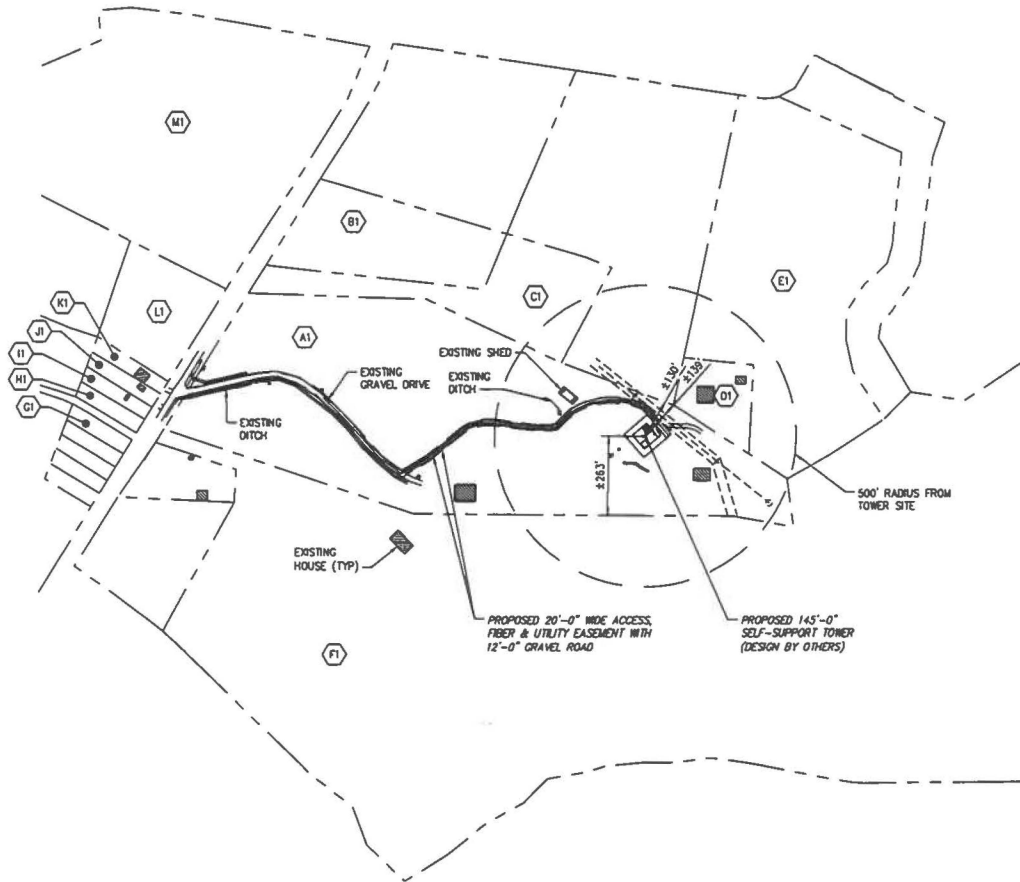 M1
B1
E1
C1
K1
L1
J1
A1
I1
H1
G1
EXISTING SHED
EXISTING
GRAVEL DRIVE
EXISTING
DITCH
±130'
±139'
D1
EXISTING
DITCH
±263'
500' RADIUS FROM
TOWER SITE
EXISTING
HOUSE (TYP)
PROPOSED 20'-0" WIDE ACCESS,
FIBER & UTILITY EASEMENT WITH
12'-0" GRAVEL ROAD
PROPOSED 145'-0"
SELF-SUPPORT TOWER
(DESIGN BY OTHERS)
F1